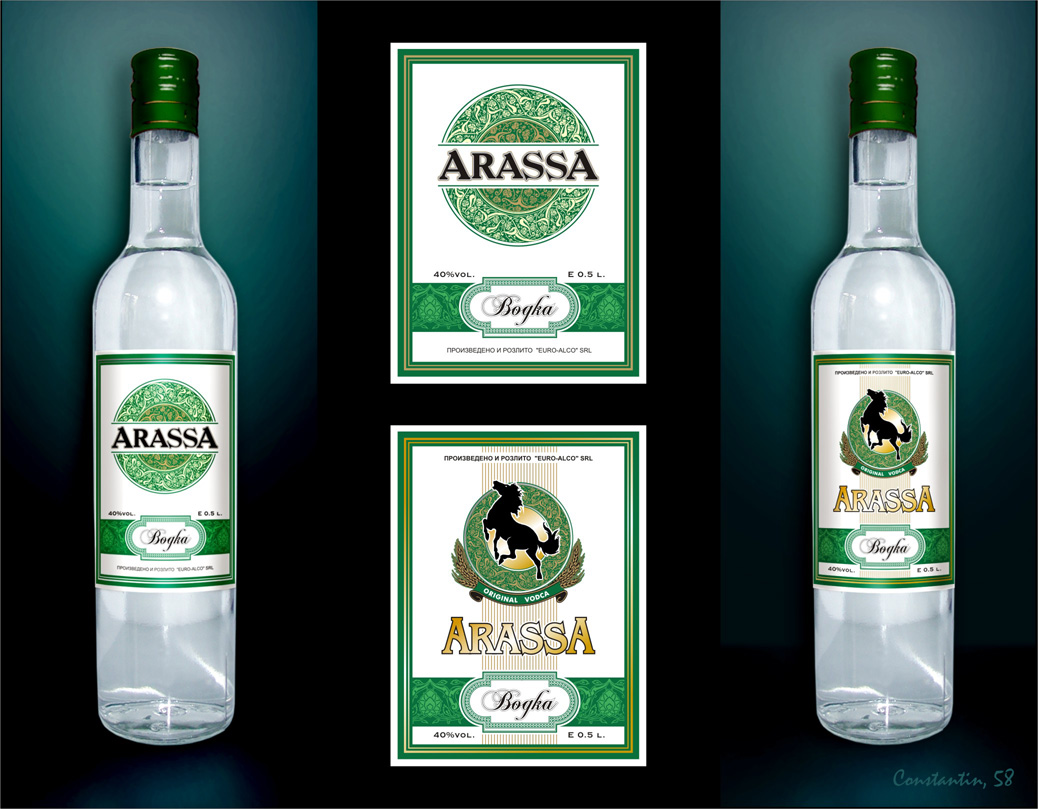 ARASSA
40%VOL. E 0.5 L.
Водка
ПРОИЗВЕДЕНО И РОЗЛИТО "EURO-ALCO" SRL
ARASSA
40%VOL. E 0.5 L.
Водка
ПРОИЗВЕДЕНО И РОЗЛИТО "EURO-ALCO" SRL
ПРОИЗВЕДЕНО И РОЗЛИТО "EURO-ALCO" SRL
ORIGINAL VODCA
ARASSA
Водка
40%VOL. E 0.5 L.
ПРОИЗВЕДЕНО И РОЗЛИТО "EURO-ALCO" SRL
ORIGINAL VODCA
ARASSA
Водка
40%VOL. E 0.5 L.
Constantin, 58